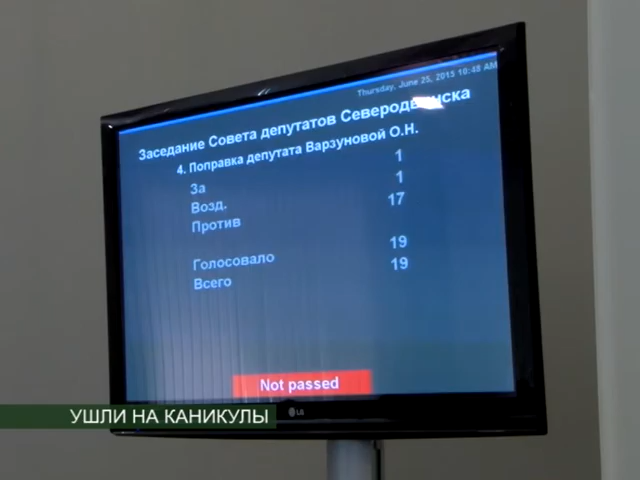 Thursday, June 25, 2015 10:48 AM
Заседание Совета депутатов Северодвинска
4. Поправка депутата Варзуновой О.Н.
За 1
Возд. 1
Против 17
Голосовало 19
Всего 19
Not passed
LG
УШЛИ НА КАНИКУЛЫ